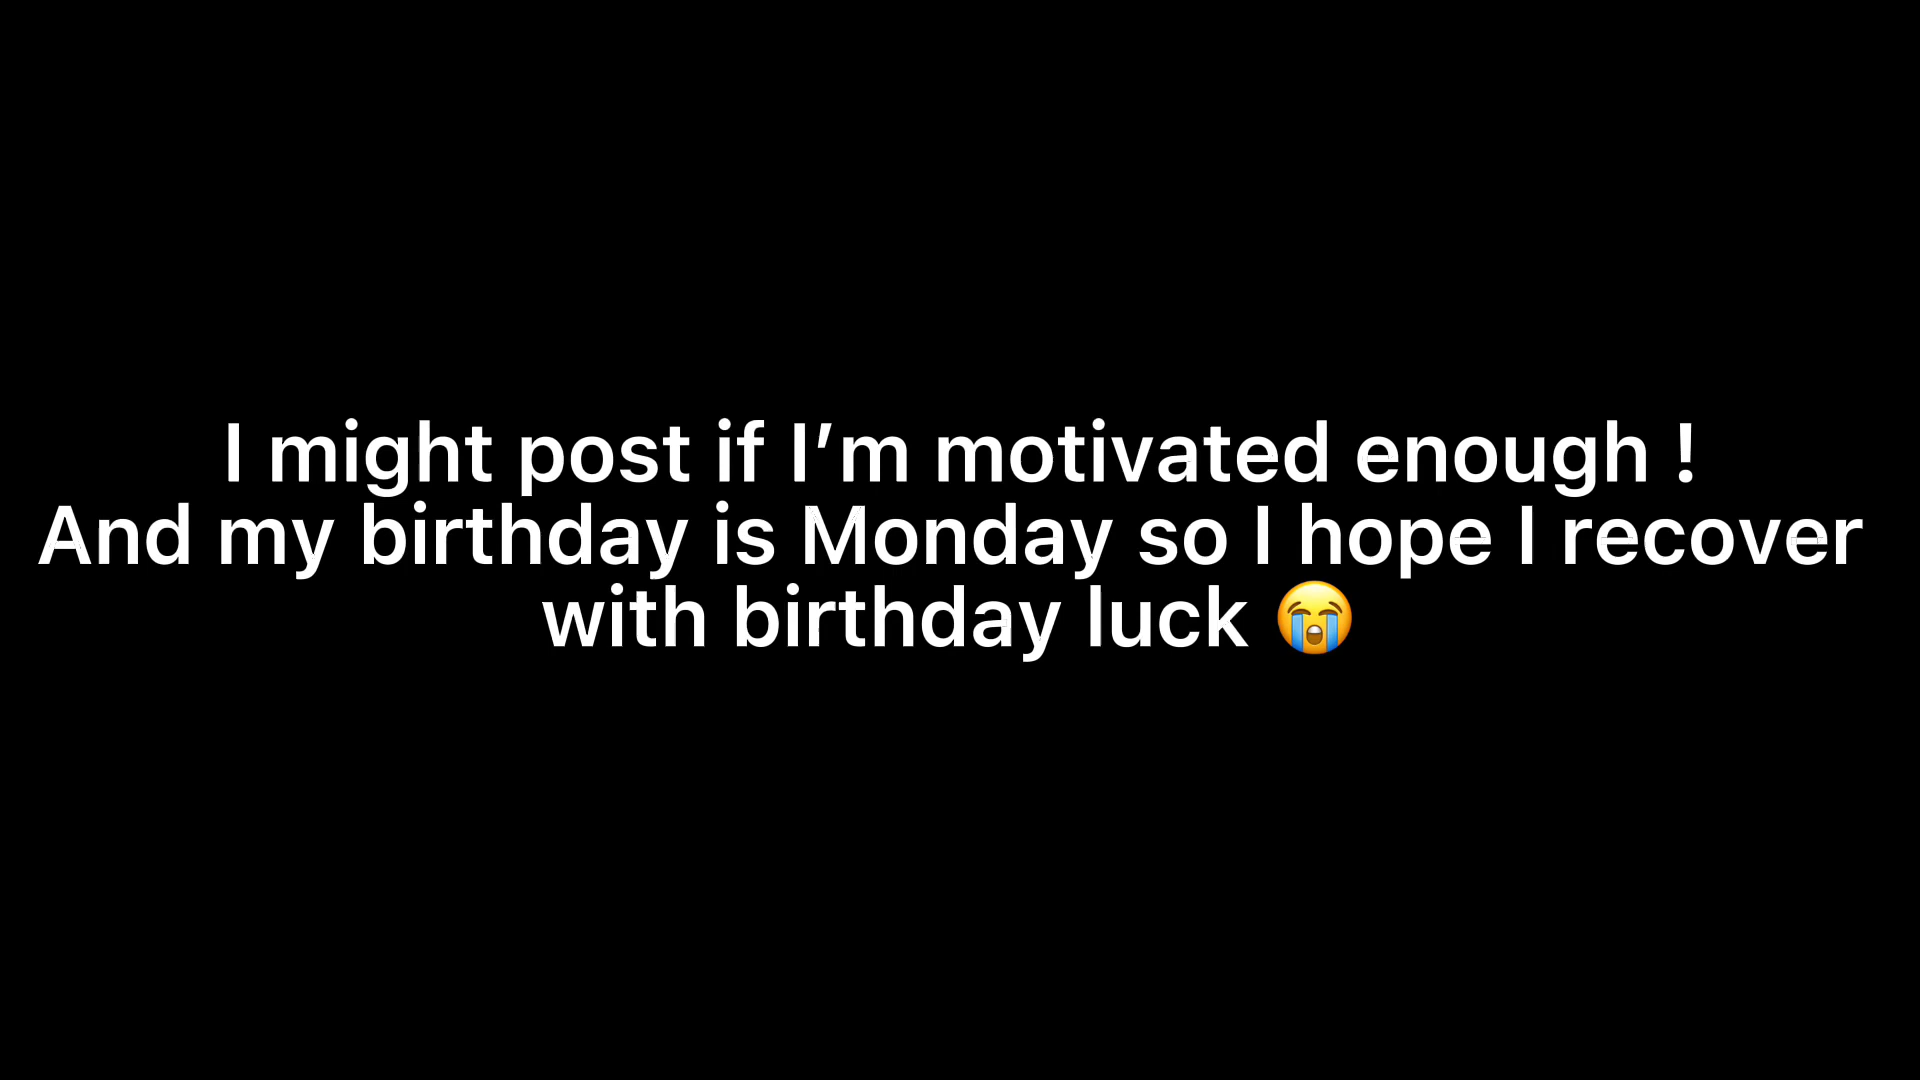 I might post if I’m motivated enough !
And my birthday is Monday so I hope I recover
with birthday luck 😭